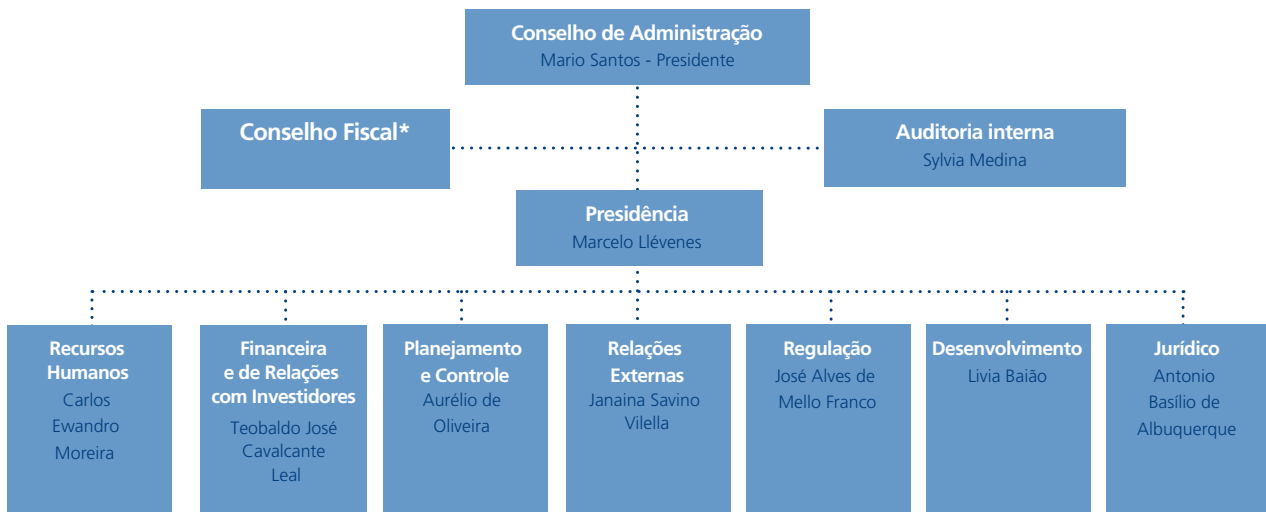 Conselho de Administração
Mario Santos - Presidente
Conselho Fiscal*
Auditoria interna
Sylvia Medina
Presidência
Marcelo Llévenes
Recursos
Humanos
Carlos
Ewandro
Moreira
Financeira
e de Relações
com Investidores
Teobaldo José
Cavalcante
Leal
Planejamento
e Controle
Aurélio de
Oliveira
Relações
Externas
Janaina Savino
Vilella
Regulação
José Alves de
Mello Franco
Desenvolvimento
Livia Baião
Jurídico
Antonio
Basílio de
Albuquerque